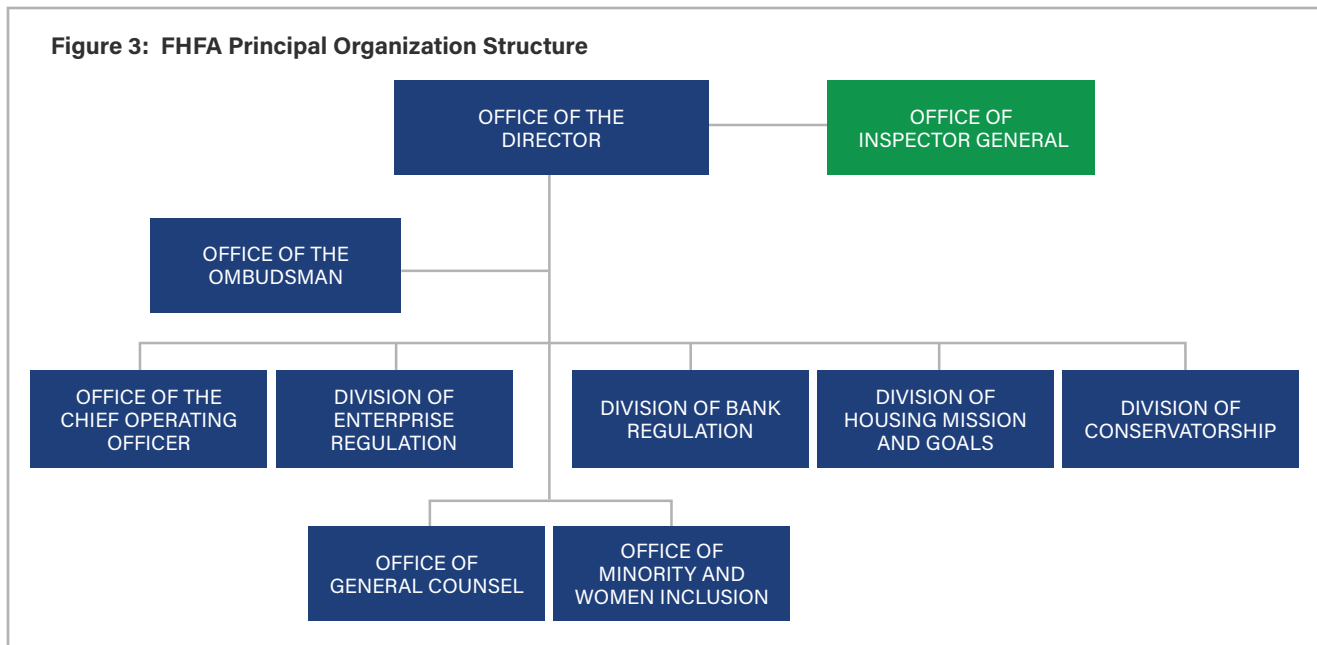 Figure 3: FHFA Principal Organization Structure
OFFICE OF THE
DIRECTOR
OFFICE OF
INSPECTOR GENERAL
OFFICE OF THE
OMBUDSMAN
OFFICE OF THE
CHIEF OPERATING
OFFICER
DIVISION OF
ENTERPRISE
REGULATION
DIVISION OF BANK
REGULATION
DIVISION OF
HOUSING MISSION
AND GOALS
DIVISION OF
CONSERVATORSHIP
OFFICE OF
GENERAL COUNSEL
OFFICE OF
MINORITY AND
WOMEN INCLUSION